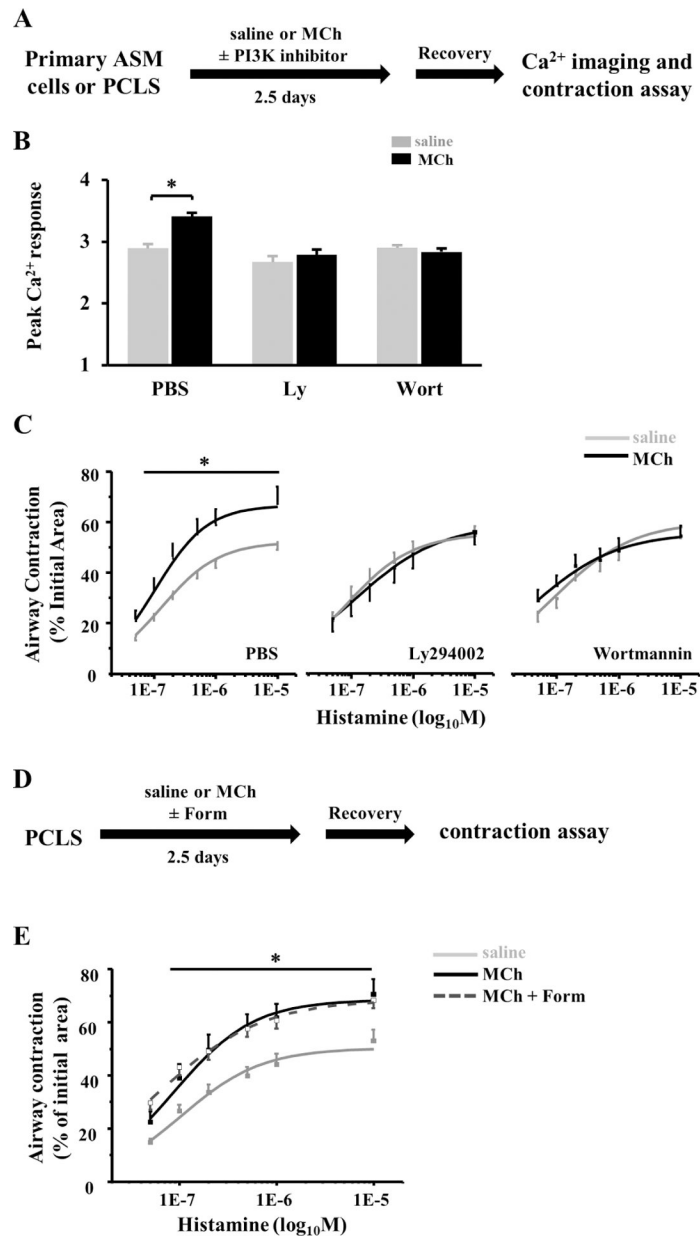 A
Primary ASM
cells or PCLS
saline or MCh
± PI3K inhibitor
2.5 days
Recovery
Ca²⁺ imaging and
contraction assay
B
saline
MCh
Peak Ca²⁺ response
4
3
2
1
*
PBS
Ly
Wort
C
saline
MCh
Airway Contraction
(% Initial Area)
80
60
40
20
0
*
PBS
Ly294002
Wortmannin
1E-7
1E-6
1E-5
1E-7
1E-6
1E-5
1E-7
1E-6
1E-5
Histamine (log₁₀M)
D
PCLS
saline or MCh
± Form
2.5 days
Recovery
contraction assay
E
saline
MCh
MCh + Form
Airway contraction
(% of initial area)
80
60
40
20
0
*
1E-7
1E-6
1E-5
Histamine (log₁₀M)